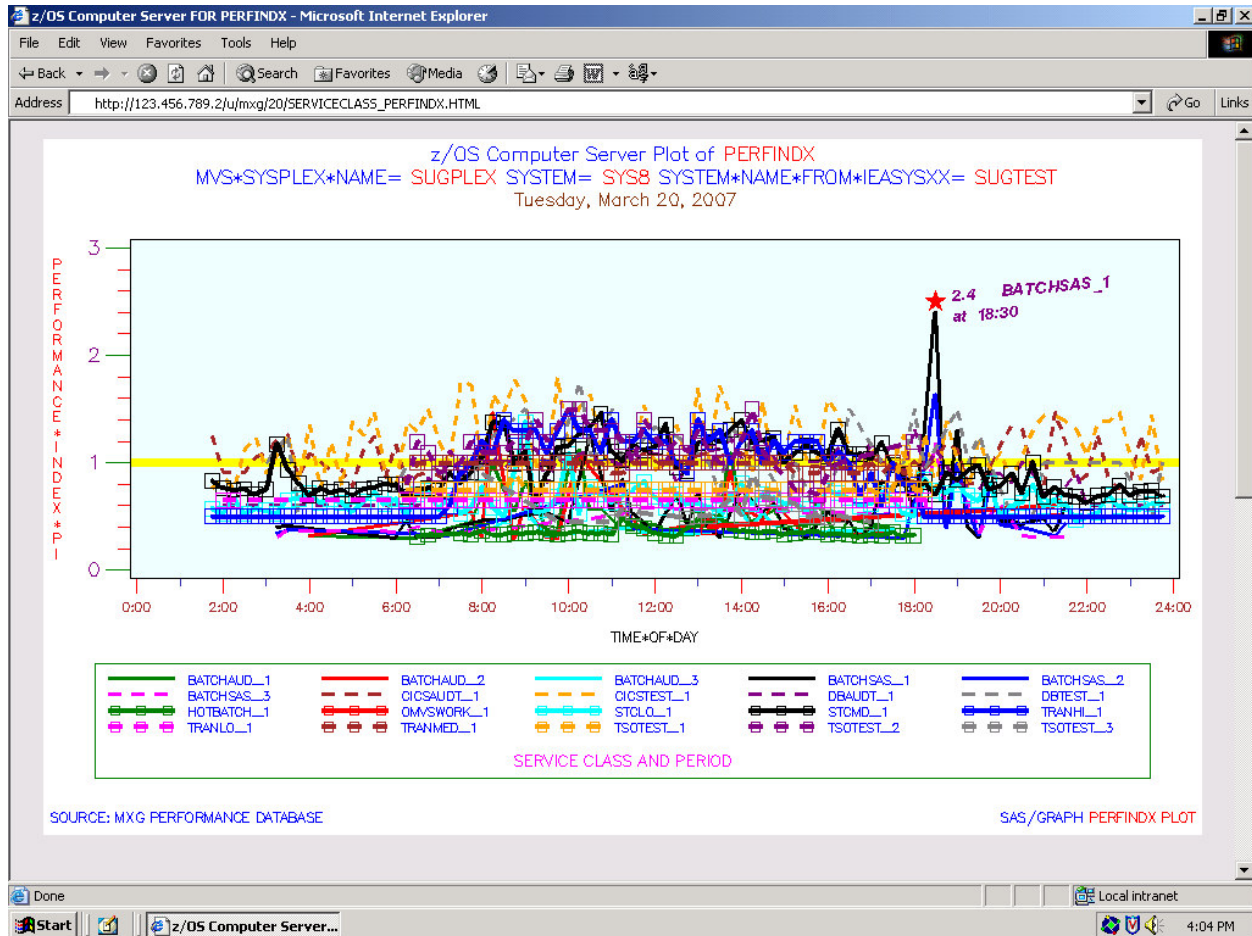 z/OS Computer Server FOR PERFINDX - Microsoft Internet Explorer
File Edit View Favorites Tools Help
Back Search Favorites Media
Address http://123.456.789.2/u/mxg/20/SERVICECLASS_PERFINDX.HTML Go Links
z/OS Computer Server Plot of PERFINDX
MVS*SYSPLEX*NAME= SUGPLEX SYSTEM= SYS8 SYSTEM*NAME*FROM*IEASYSXX= SUGTEST
Tuesday, March 20, 2007
PERFORMANCE*INDEX*PI
3
2
1
0
2.4 BATCHSAS_1
at 18:30
0:00 2:00 4:00 6:00 8:00 10:00 12:00 14:00 16:00 18:00 20:00 22:00 24:00
TIME*OF*DAY
BATCHAUD_1 BATCHAUD_2 BATCHAUD_3 BATCHSAS_1 BATCHSAS_2
BATCHSAS_3 CICSAUDT_1 CICSTEST_1 DBAUDT_1 DBTEST_1
HOTBATCH_1 OMVSWORK_1 STCLO_1 STCMD_1 TRANHI_1
TRANLO_1 TRANMED_1 TSOTEST_1 TSOTEST_2 TSOTEST_3
SERVICE CLASS AND PERIOD
SOURCE: MXG PERFORMANCE DATABASE SAS/GRAPH PERFINDX PLOT
Done Local intranet
Start z/OS Computer Server... 4:04 PM